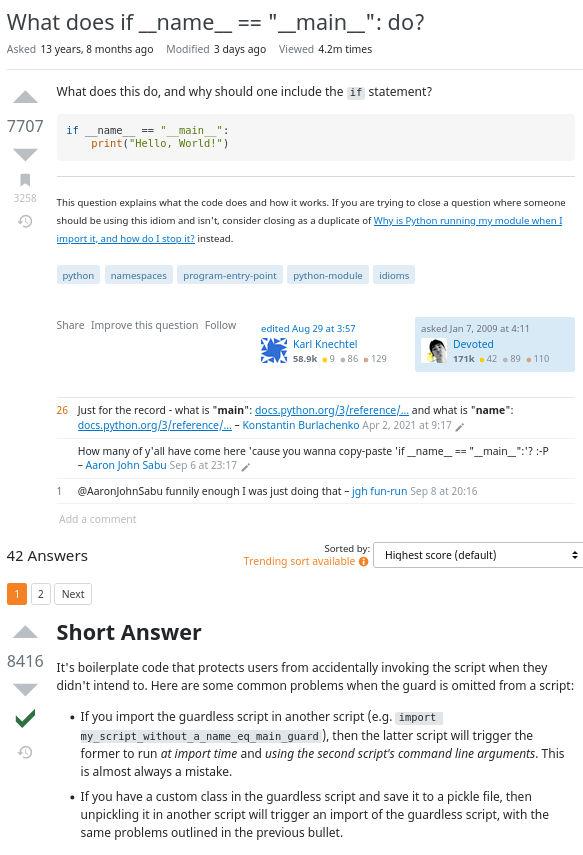 What does if __name__ == "__main__": do?
Asked 13 years, 8 months ago Modified 3 days ago Viewed 4.2m times
What does this do, and why should one include the if statement?
7707
if __name__ == "__main__":
    print("Hello, World!")
3258
This question explains what the code does and how it works. If you are trying to close a question where someone
should be using this idiom and isn't, consider closing as a duplicate of Why is Python running my module when I
import it, and how do I stop it? instead.
python namespaces program-entry-point python-module idioms
Share Improve this question Follow
edited Aug 29 at 3:57
Karl Knechtel
58.9k 9 86 129
asked Jan 7, 2009 at 4:11
Devoted
171k 42 89 110
26 Just for the record - what is "main": docs.python.org/3/reference/... and what is "name":
docs.python.org/3/reference/... – Konstantin Burlachenko Apr 2, 2021 at 9:17
How many of y'all have come here 'cause you wanna copy-paste 'if __name__ == "__main__":'? :-P
– Aaron John Sabu Sep 6 at 23:17
1 @AaronJohnSabu funnily enough I was just doing that – jgh fun-run Sep 8 at 20:16
Add a comment
42 Answers
Sorted by:
Trending sort available
Highest score (default)
1 2 Next
Short Answer
8416
It's boilerplate code that protects users from accidentally invoking the script when they
didn't intend to. Here are some common problems when the guard is omitted from a script:
• If you import the guardless script in another script (e.g. import
my_script_without_a_name_eq_main_guard ), then the latter script will trigger the
former to run at import time and using the second script's command line arguments. This
is almost always a mistake.
• If you have a custom class in the guardless script and save it to a pickle file, then
unpickling it in another script will trigger an import of the guardless script, with the
same problems outlined in the previous bullet.